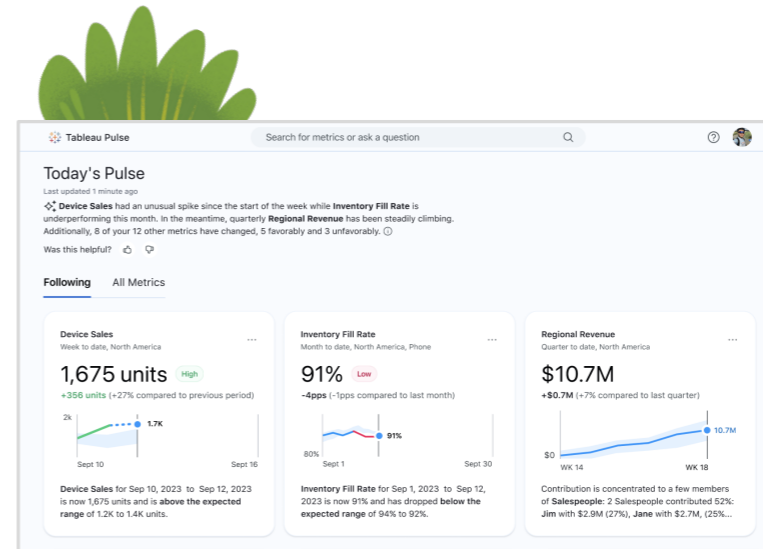 Tableau Pulse
Search for metrics or ask a question
Today's Pulse
Last updated 1 minute ago
Device Sales had an unusual spike since the start of the week while Inventory Fill Rate is
underperforming this month. In the meantime, quarterly Regional Revenue has been steadily climbing.
Additionally, 8 of your 12 other metrics have changed, 5 favorably and 3 unfavorably.
Was this helpful?
Following All Metrics
Device Sales
Week to date, North America
1,675 units High
+356 units (+27% compared to previous period)
2k
1.7K
Sept 10 Sept 16
Device Sales for Sep 10, 2023 to Sep 12, 2023
is now 1,675 units and is above the expected
range of 1.2K to 1.4K units.
Inventory Fill Rate
Month to date, North America, Phone
91% Low
-4pps (-1pps compared to last month)
91%
80%
Sept 1 Sept 30
Inventory Fill Rate for Sep 1, 2023 to Sep 12,
2023 is now 91% and has dropped below the
expected range of 94% to 92%.
Regional Revenue
Quarter to date, North America
$10.7M
+$0.7M (+7% compared to last quarter)
10.7M
$0
WK 14 WK 18
Contribution is concentrated to a few members
of Salespeople: 2 Salespeople contributed 52%:
Jim with $2.9M (27%), Jane with $2.7M, (25%...